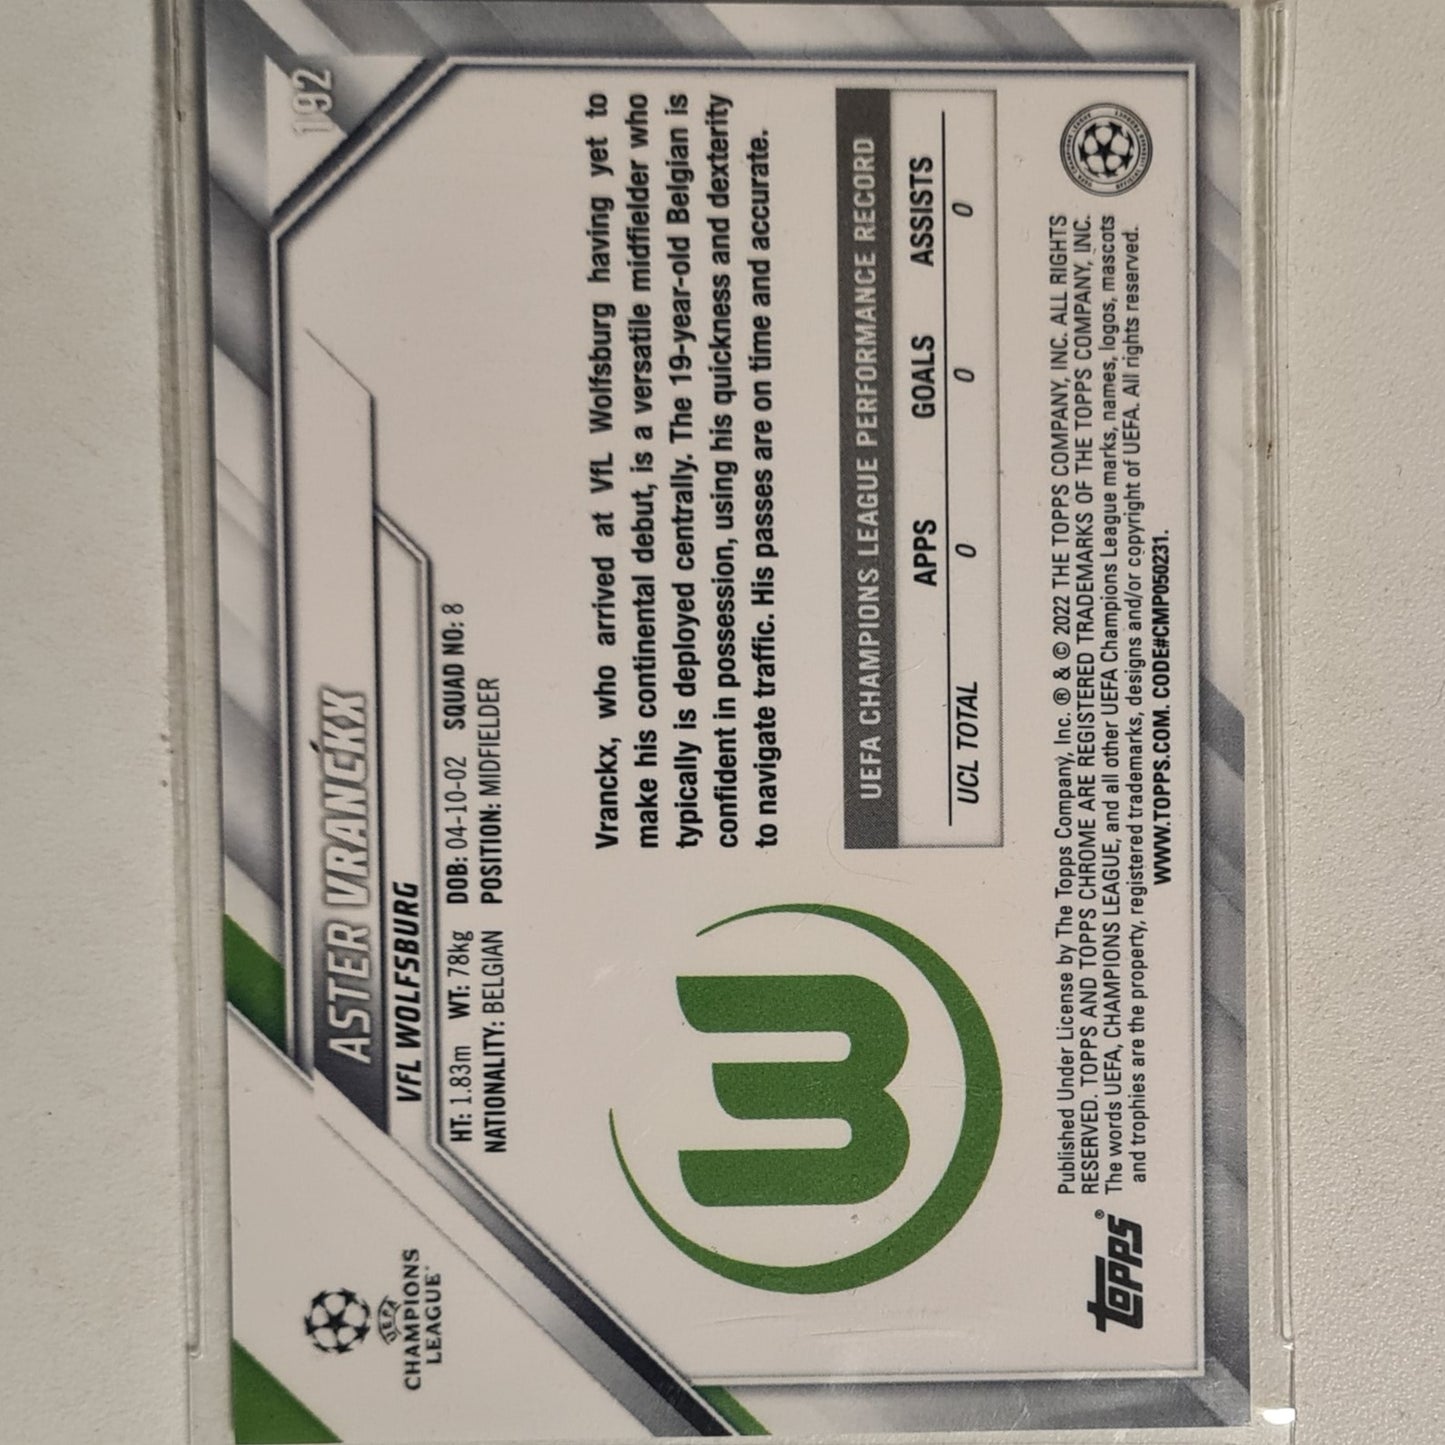 192
UEFA
CHAMPIONS
LEAGUE
ASTER VRANCKX
VFL WOLFSBURG
HT: 1.83m WT: 78kg DOB: 04-10-02 SQUAD NO: 8
NATIONALITY: BELGIAN POSITION: MIDFIELDER
Vranckx, who arrived at VfL Wolfsburg having yet to
make his continental debut, is a versatile midfielder who
typically is deployed centrally. The 19-year-old Belgian is
confident in possession, using his quickness and dexterity
to navigate traffic. His passes are on time and accurate.
UEFA CHAMPIONS LEAGUE PERFORMANCE RECORD
APPS GOALS ASSISTS
UCL TOTAL 0 0 0
topps®
Published Under License by The Topps Company, Inc. ® & © 2022 THE TOPPS COMPANY, INC. ALL RIGHTS
RESERVED. TOPPS AND TOPPS CHROME ARE REGISTERED TRADEMARKS OF THE TOPPS COMPANY, INC.
The words UEFA, CHAMPIONS LEAGUE, and all other UEFA Champions League marks, names, logos, mascots
and trophies are the property, registered trademarks, designs and/or copyright of UEFA. All rights reserved.
WWW.TOPPS.COM. CODE#CMP050231.